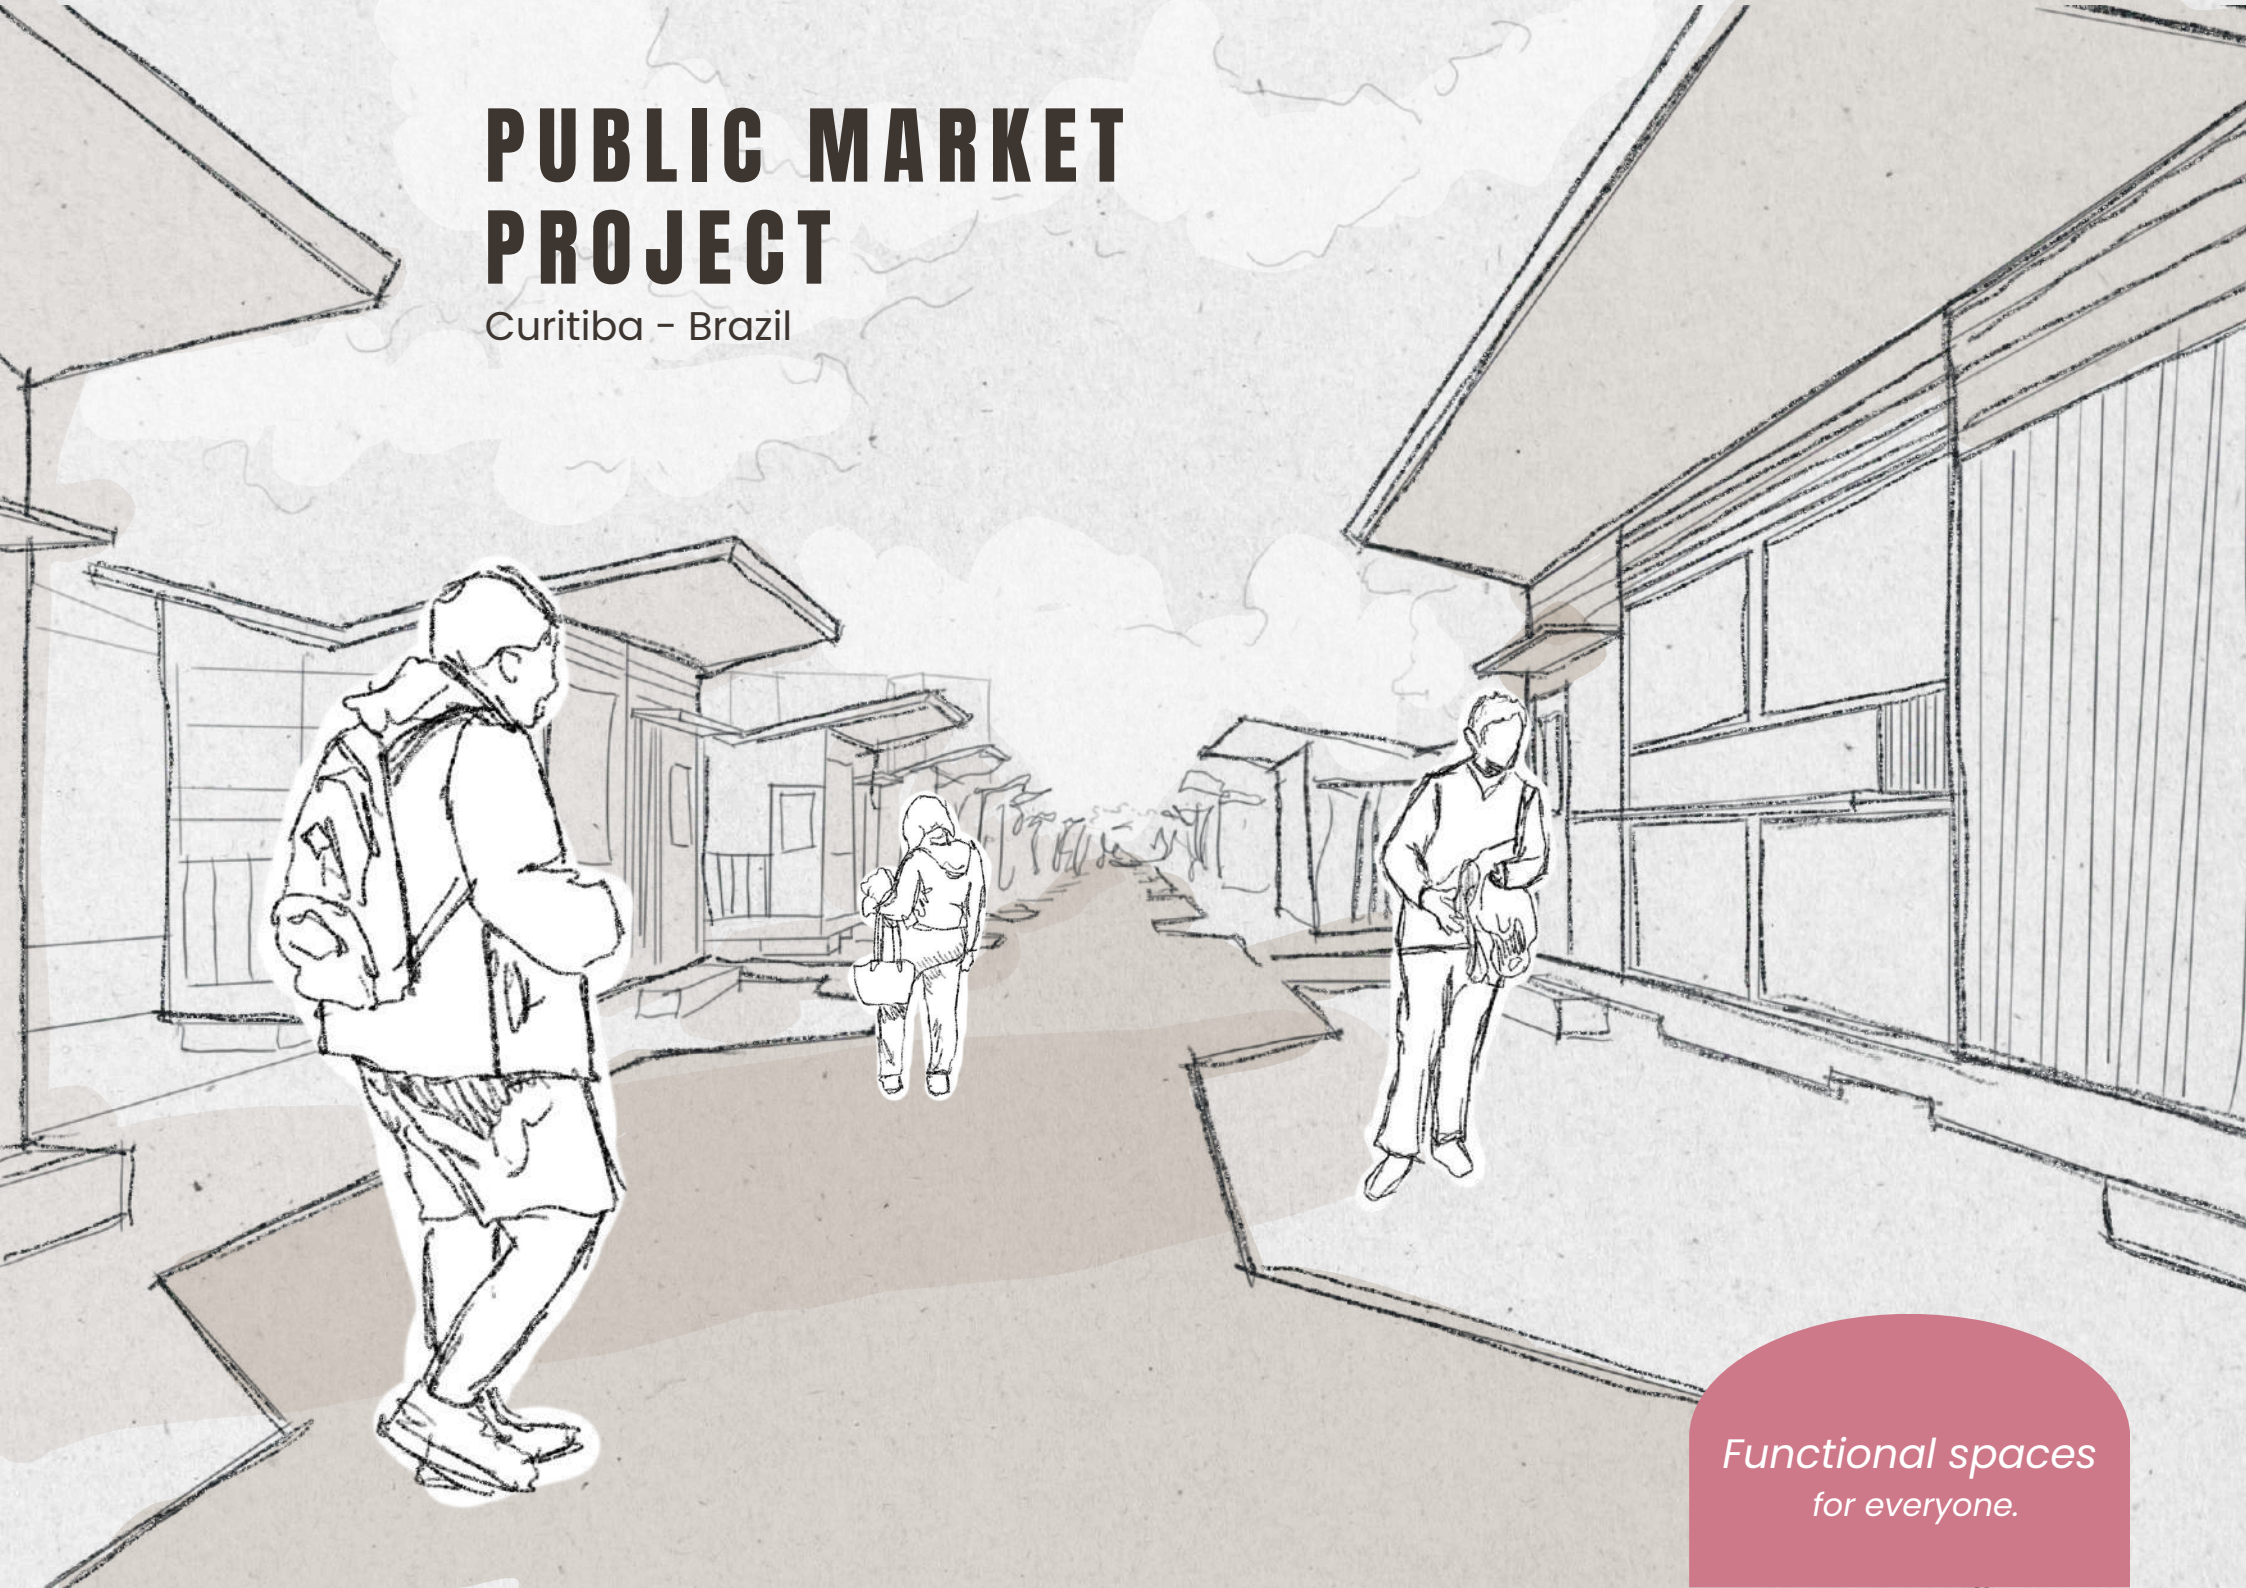 PUBLIC MARKET
PROJECT
Curitiba - Brazil
Functional spaces
for everyone.